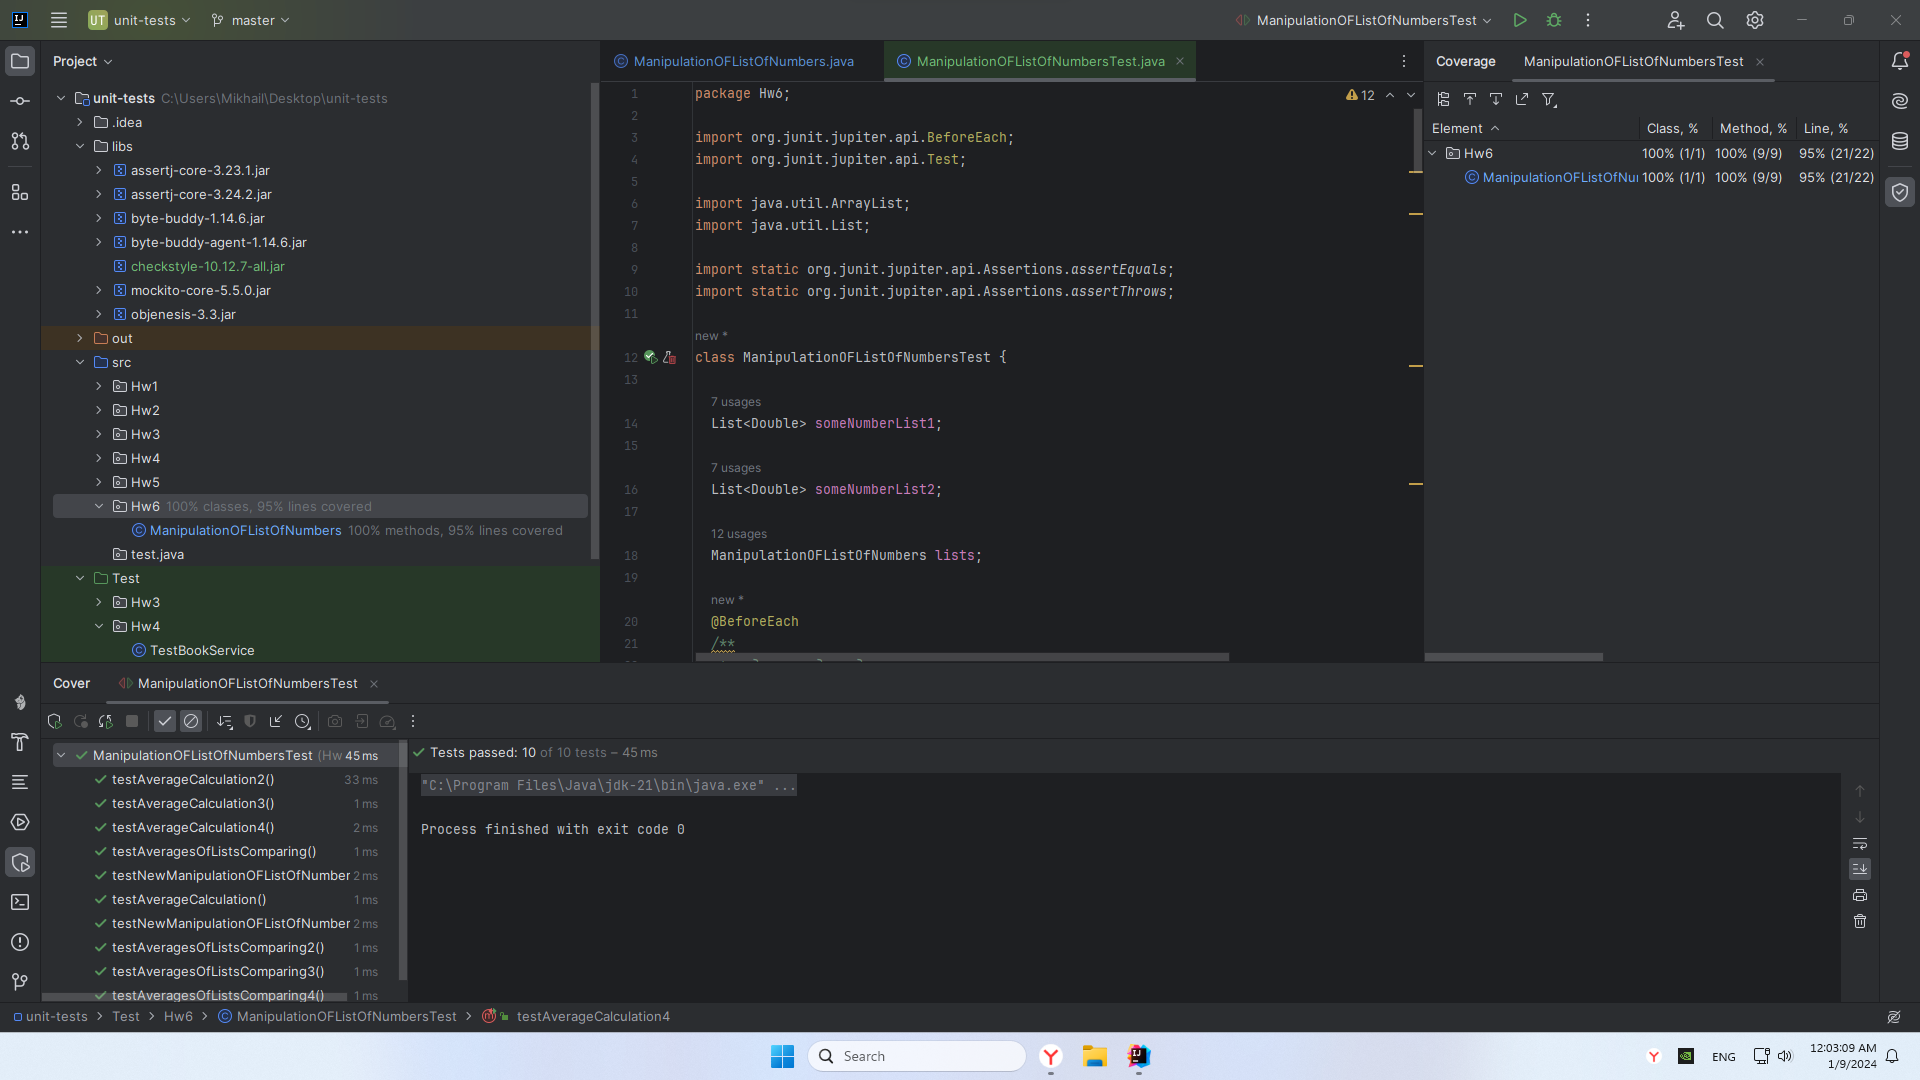 UT unit-tests master ManipulationOFListOfNumbersTest
Project
unit-tests C:\Users\Mikhail\Desktop\unit-tests
.idea
libs
assertj-core-3.23.1.jar
assertj-core-3.24.2.jar
byte-buddy-1.14.6.jar
byte-buddy-agent-1.14.6.jar
checkstyle-10.12.7-all.jar
mockito-core-5.5.0.jar
objenesis-3.3.jar
out
src
Hw1
Hw2
Hw3
Hw4
Hw5
Hw6 100% classes, 95% lines covered
ManipulationOFListOfNumbers 100% methods, 95% lines covered
test.java
Test
Hw3
Hw4
TestBookService
ManipulationOFListOfNumbers.java ManipulationOFListOfNumbersTest.java
12
1 package Hw6;
2
3 import org.junit.jupiter.api.BeforeEach;
4 import org.junit.jupiter.api.Test;
5
6 import java.util.ArrayList;
7 import java.util.List;
8
9 import static org.junit.jupiter.api.Assertions.assertEquals;
10 import static org.junit.jupiter.api.Assertions.assertThrows;
11
new *
12 class ManipulationOFListOfNumbersTest {
13
7 usages
14 List<Double> someNumberList1;
15
7 usages
16 List<Double> someNumberList2;
17
12 usages
18 ManipulationOFListOfNumbers lists;
19
new *
20 @BeforeEach
21 /**
Coverage ManipulationOFListOfNumbersTest
Element Class, % Method, % Line, %
Hw6 100% (1/1) 100% (9/9) 95% (21/22)
ManipulationOFListOfNu 100% (1/1) 100% (9/9) 95% (21/22)
Cover ManipulationOFListOfNumbersTest
ManipulationOFListOfNumbersTest (Hw 45 ms
testAverageCalculation2() 33 ms
testAverageCalculation3() 1 ms
testAverageCalculation4() 2 ms
testAveragesOfListsComparing() 1 ms
testNewManipulationOFListOfNumber 2 ms
testAverageCalculation() 1 ms
testNewManipulationOFListOfNumber 2 ms
testAveragesOfListsComparing2() 1 ms
testAveragesOfListsComparing3() 1 ms
testAveragesOfListsComparing4() 1 ms
Tests passed: 10 of 10 tests – 45 ms
"C:\Program Files\Java\jdk-21\bin\java.exe" ...
Process finished with exit code 0
unit-tests > Test > Hw6 > ManipulationOFListOfNumbersTest > testAverageCalculation4
Search
ENG
12:03:09 AM
1/9/2024